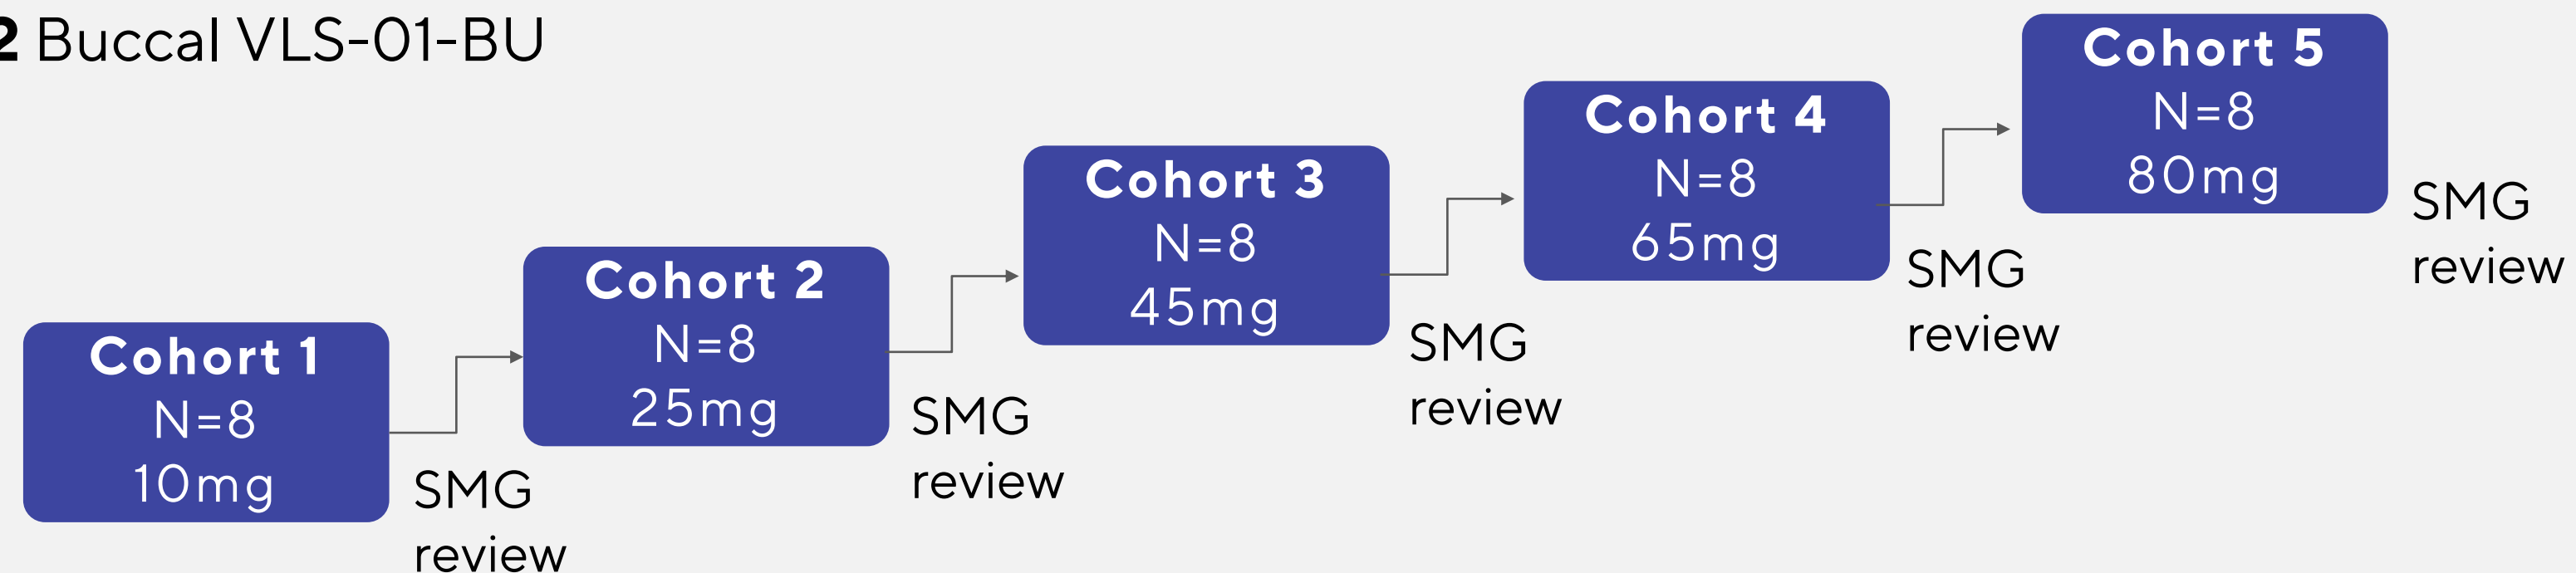 2 Buccal VLS-01-BU
Cohort 1
N=8
10mg
SMG
review
Cohort 2
N=8
25mg
SMG
review
Cohort 3
N=8
45mg
SMG
review
Cohort 4
N=8
65mg
SMG
review
Cohort 5
N=8
80mg
SMG
review